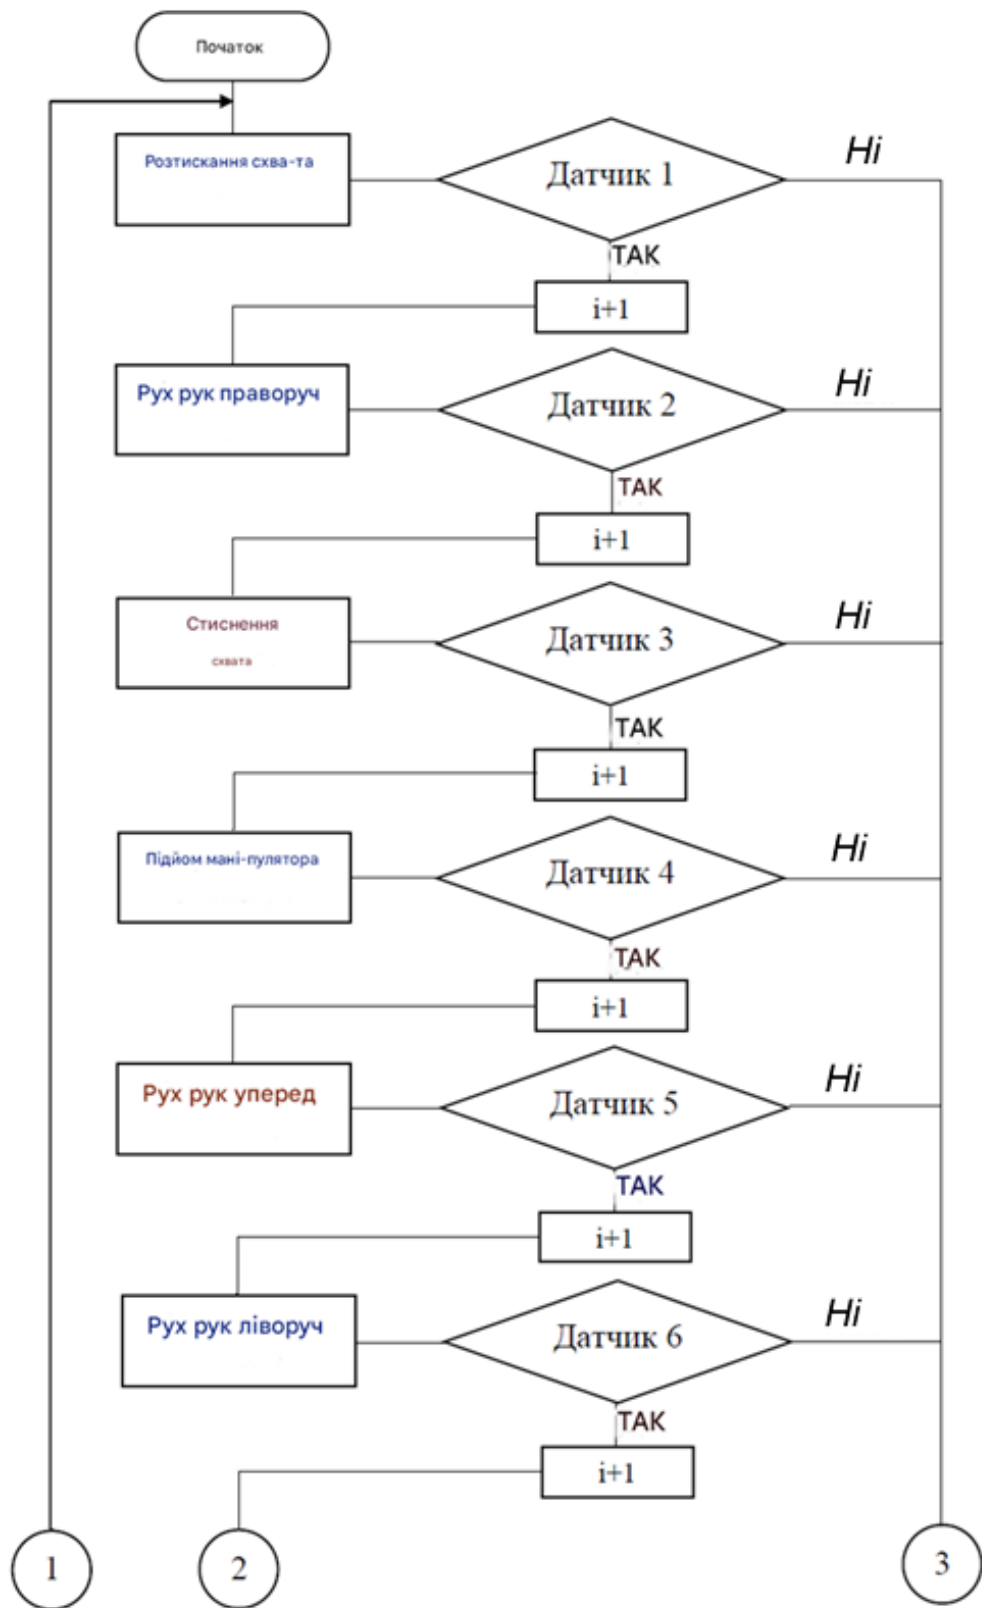 Початок
Розтискання схва-та
Датчик 1
Ні
ТАК
i+1
Рух рук праворуч
Датчик 2
Ні
ТАК
i+1
Стиснення
схвата
Датчик 3
Ні
ТАК
i+1
Підйом мані-пулятора
Датчик 4
Ні
ТАК
i+1
Рух рук уперед
Датчик 5
Ні
ТАК
i+1
Рух рук ліворуч
Датчик 6
Ні
ТАК
i+1
1
2
3